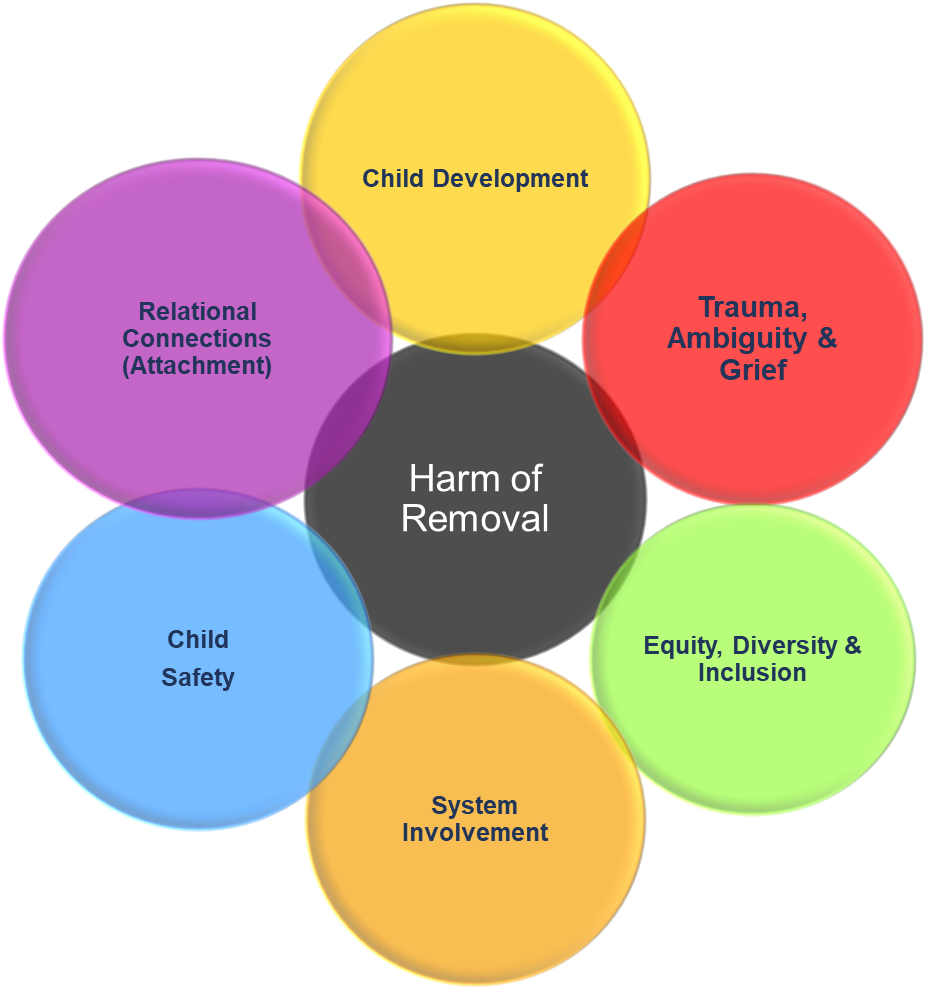 Child Development
Relational
Connections
(Attachment)
Trauma,
Ambiguity &
Grief
Harm of
Removal
Child
Safety
Equity, Diversity &
Inclusion
System
Involvement